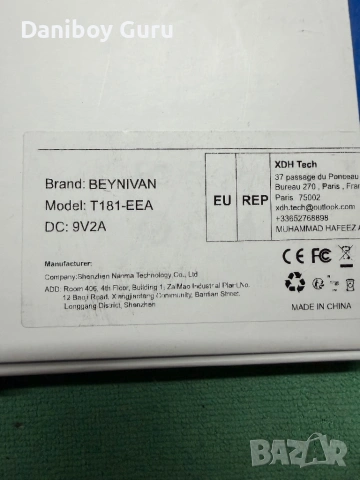 Daniboy Guru
Brand: BEYNIVAN
Model: T181-EEA
DC: 9V2A
EU REP
XDH Tech
37 passage du Ponceau
Bureau 270 , Paris , Fran
Paris 75002
xdh.tech@outlook.com
+33652768898
MUHAMMAD HAFEEZ A
CE FC
Manufacturer:
Company:Shenzhen Nanma Technology Co., Ltd
ADD: Room 406, 4th Floor, Building 1, ZaiMao Industrial Plant,No.
12 Baoji Road, Xiangjiaotang Community, Bantian Street,
Longgang District, Shenzhen
MADE IN CHINA
BAZAR